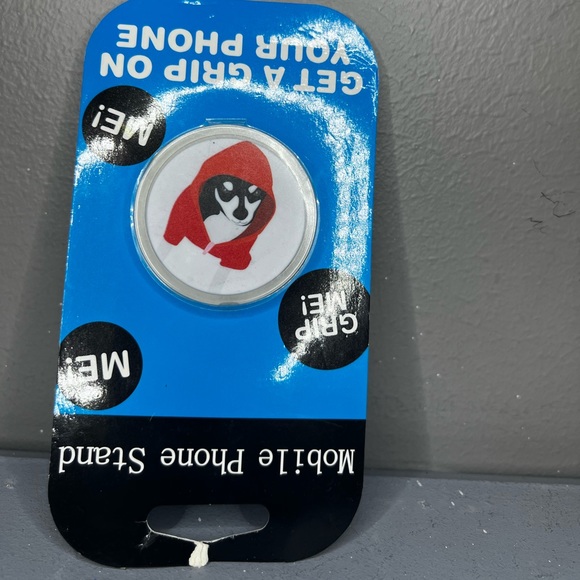 Mobile Phone Stand
ME!
GRIP
ME!
ME!
GET A GRIP ON
YOUR PHONE